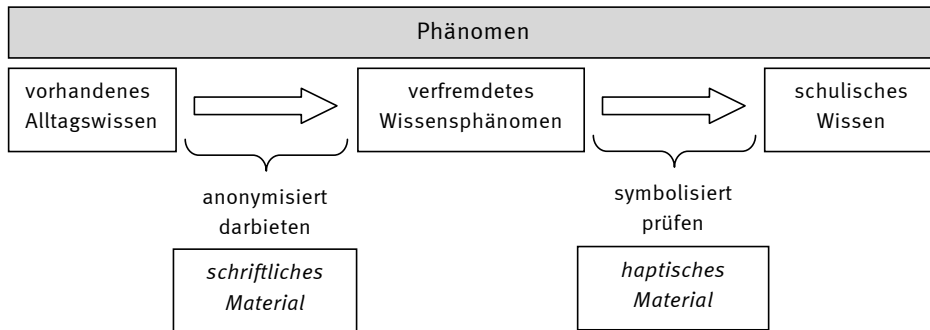 Phänomen
vorhandenes
Alltagswissen
verfremdetes
Wissensphänomen
schulisches
Wissen
anonymisiert
darbieten
symbolisiert
prüfen
schriftliches
Material
haptisches
Material